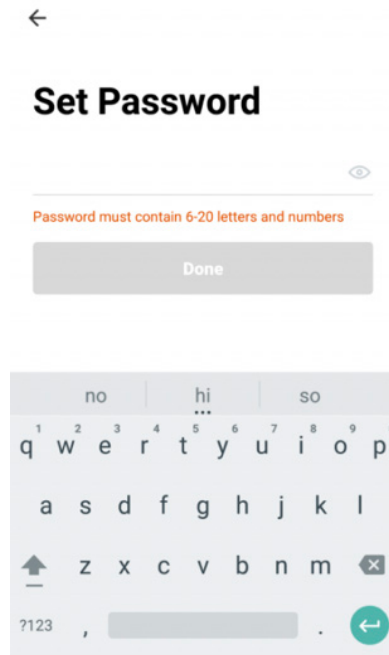 Set Password
Password must contain 6-20 letters and numbers
Done
no hi so
1 2 3 4 5 6 7 8 9
q w e r t y u i o p
a s d f g h j k l
z x c v b n m
?123 , .